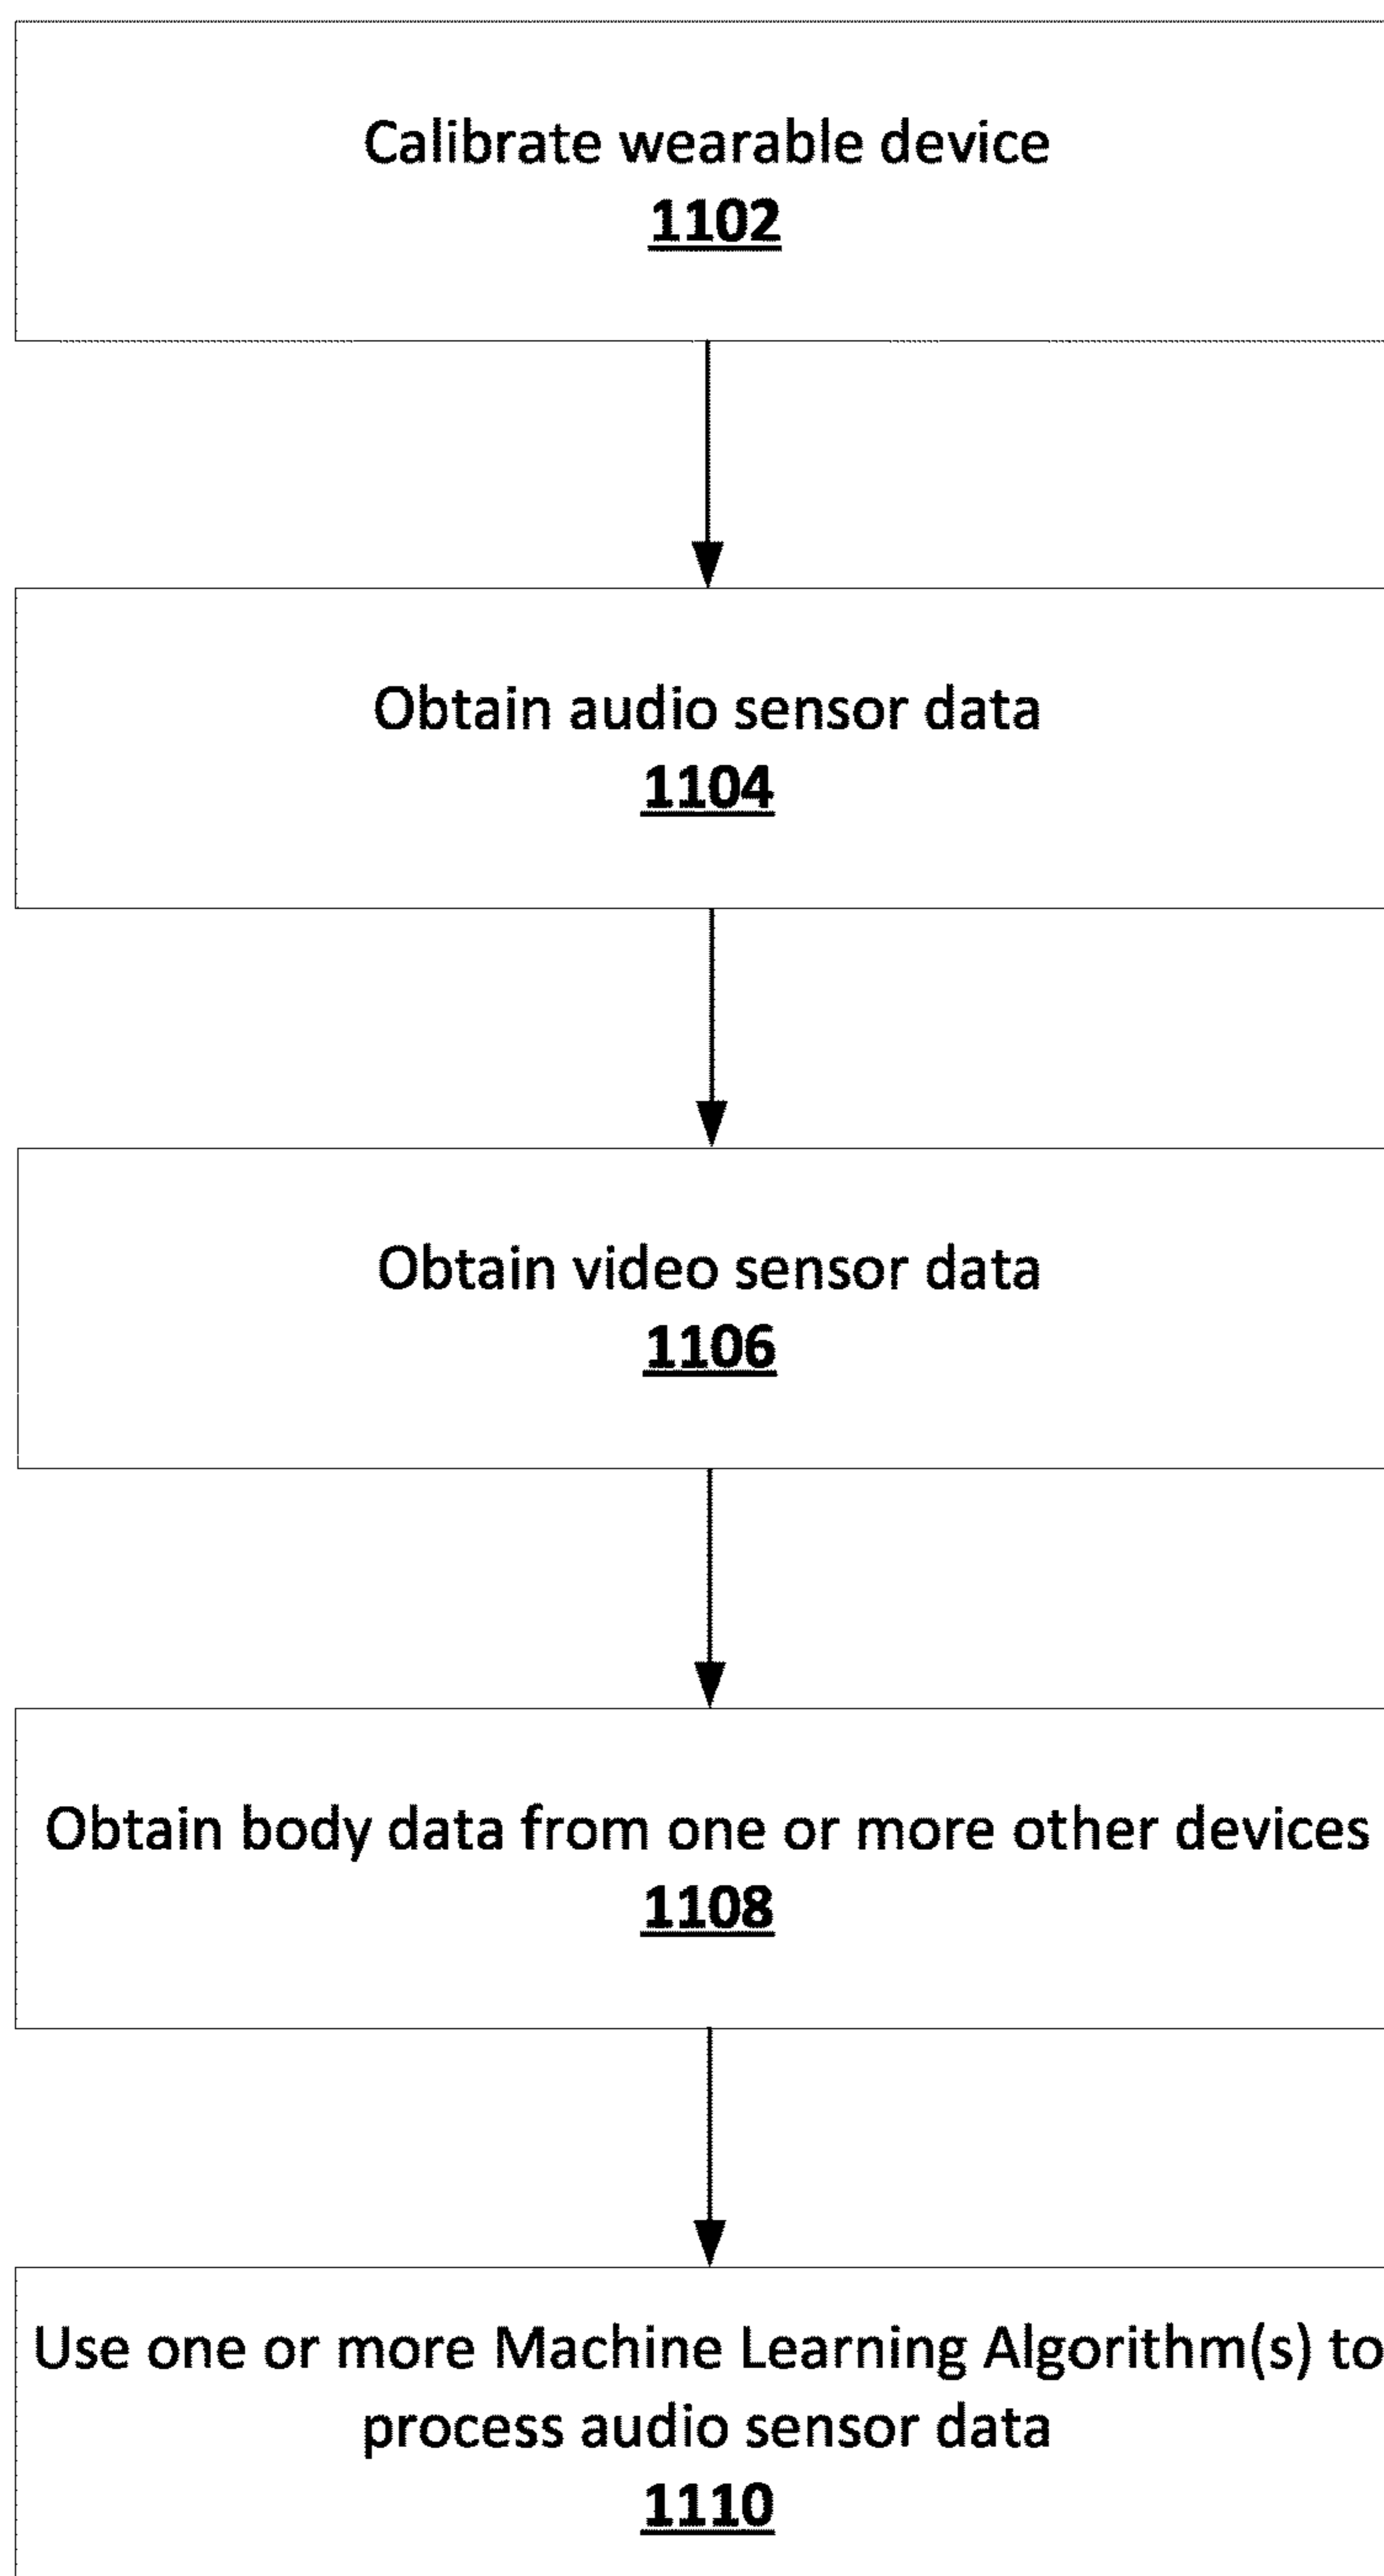 Calibrate wearable device
1102
Obtain audio sensor data
1104
Obtain video sensor data
1106
Obtain body data from one or more other devices
1108
Use one or more Machine Learning Algorithm(s) to
process audio sensor data
1110